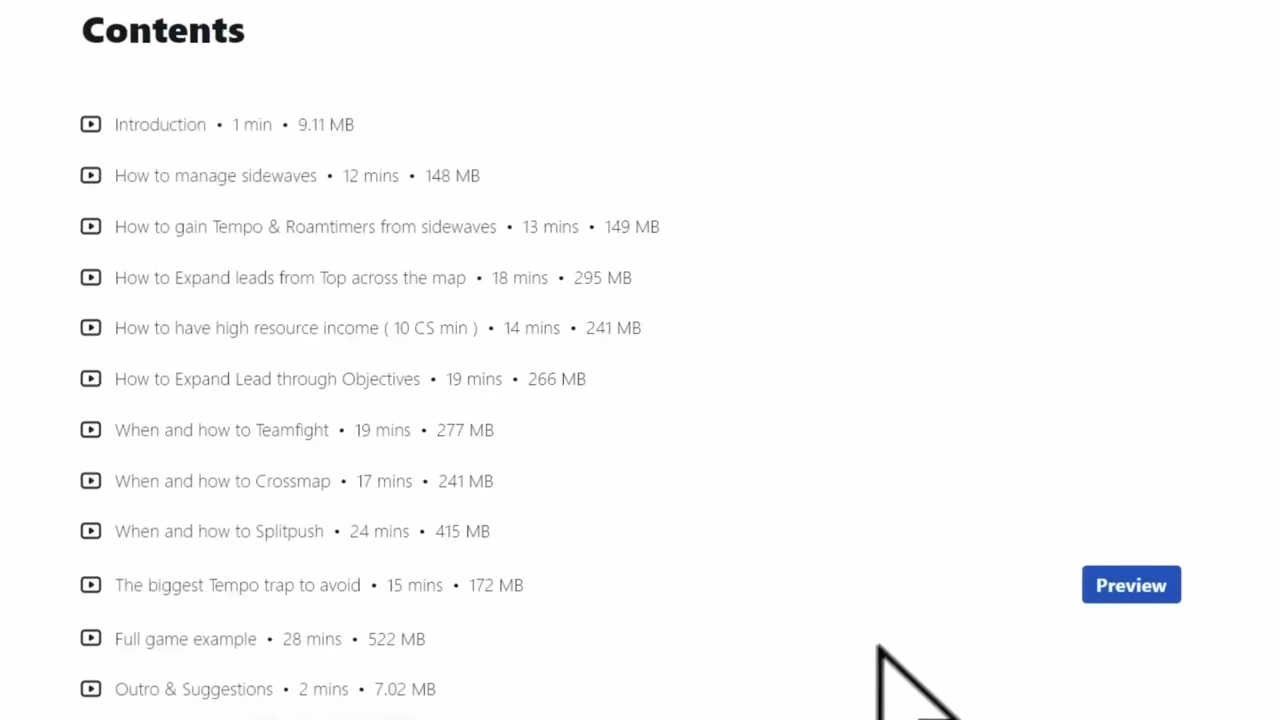 Contents
Introduction • 1 min • 9.11 MB
How to manage sidewaves • 12 mins • 148 MB
How to gain Tempo & Roamtimers from sidewaves • 13 mins • 149 MB
How to Expand leads from Top across the map • 18 mins • 295 MB
How to have high resource income ( 10 CS min ) • 14 mins • 241 MB
How to Expand Lead through Objectives • 19 mins • 266 MB
When and how to Teamfight • 19 mins • 277 MB
When and how to Crossmap • 17 mins • 241 MB
When and how to Splitpush • 24 mins • 415 MB
The biggest Tempo trap to avoid • 15 mins • 172 MB
Preview
Full game example • 28 mins • 522 MB
Outro & Suggestions • 2 mins • 7.02 MB